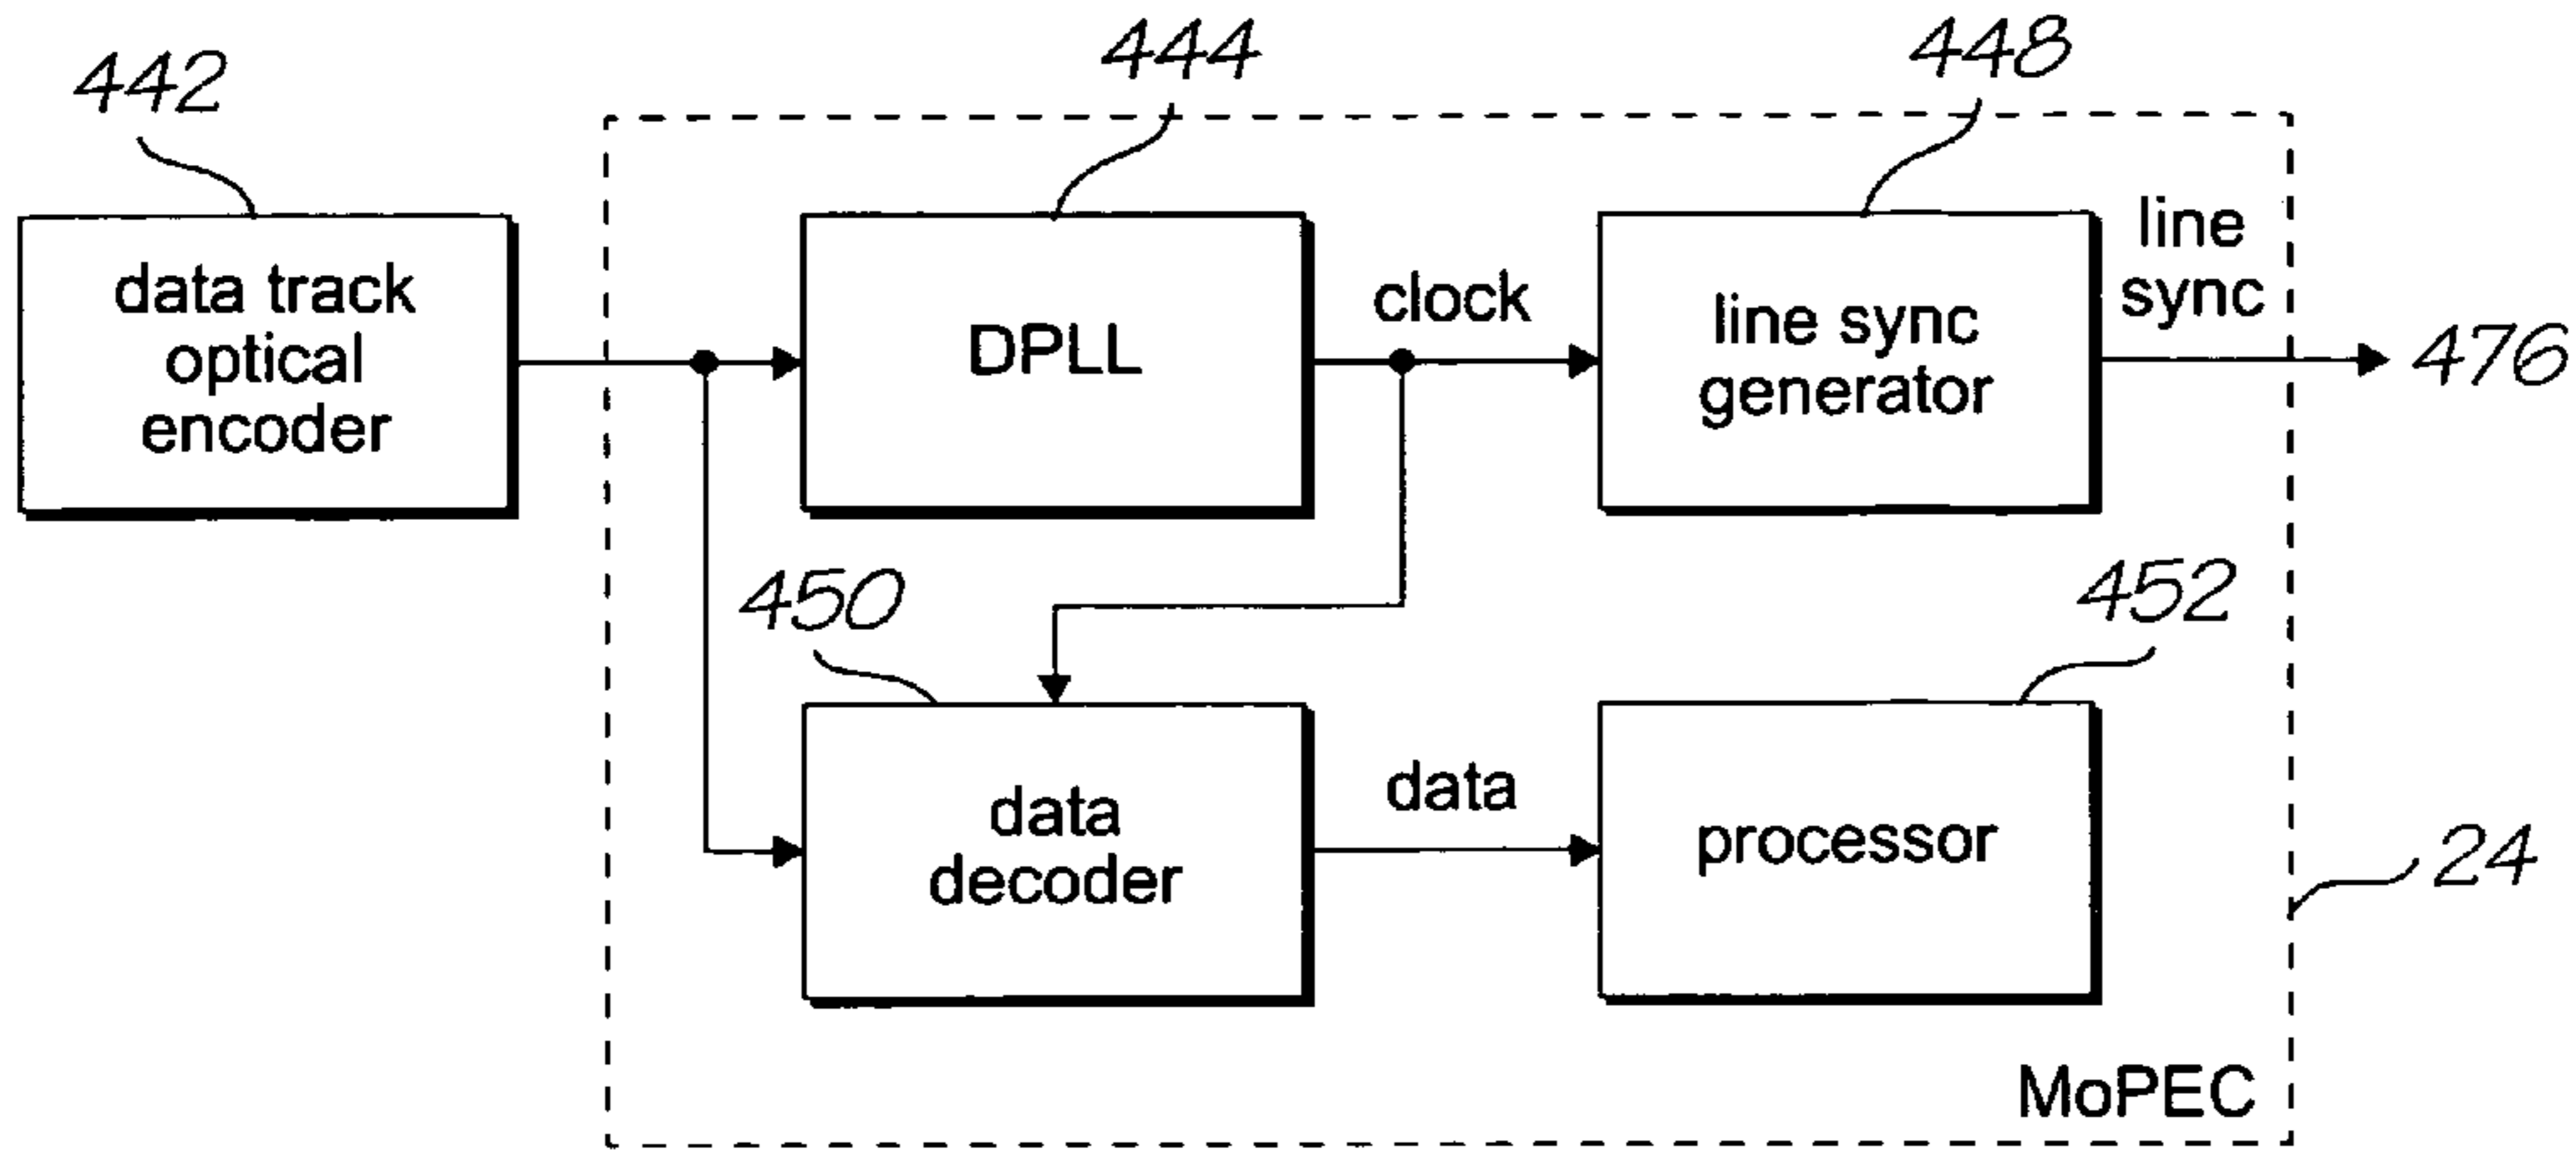 442
444
448
data track
optical
encoder
DPLL
clock
line sync
generator
line
sync
476
450
452
data
decoder
data
processor
24
MoPEC